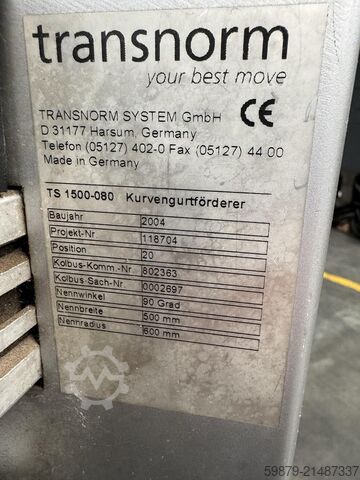 transnorm
your best move
TRANSNORM SYSTEM GmbH
D 31177 Harsum, Germany
Telefon (05127) 402-0 Fax (05127) 44 00
Made in Germany
CE
TS 1500-080 Kurvengurtförderer
Baujahr 2004
Projekt-Nr 118704
Position 20
Kolbus-Komm.-Nr 802363
Kolbus-Sach-Nr. 0002697
Nennwinkel 90 Grad
Nennbreite 500 mm
Nennradius 600 mm
59879-21487337